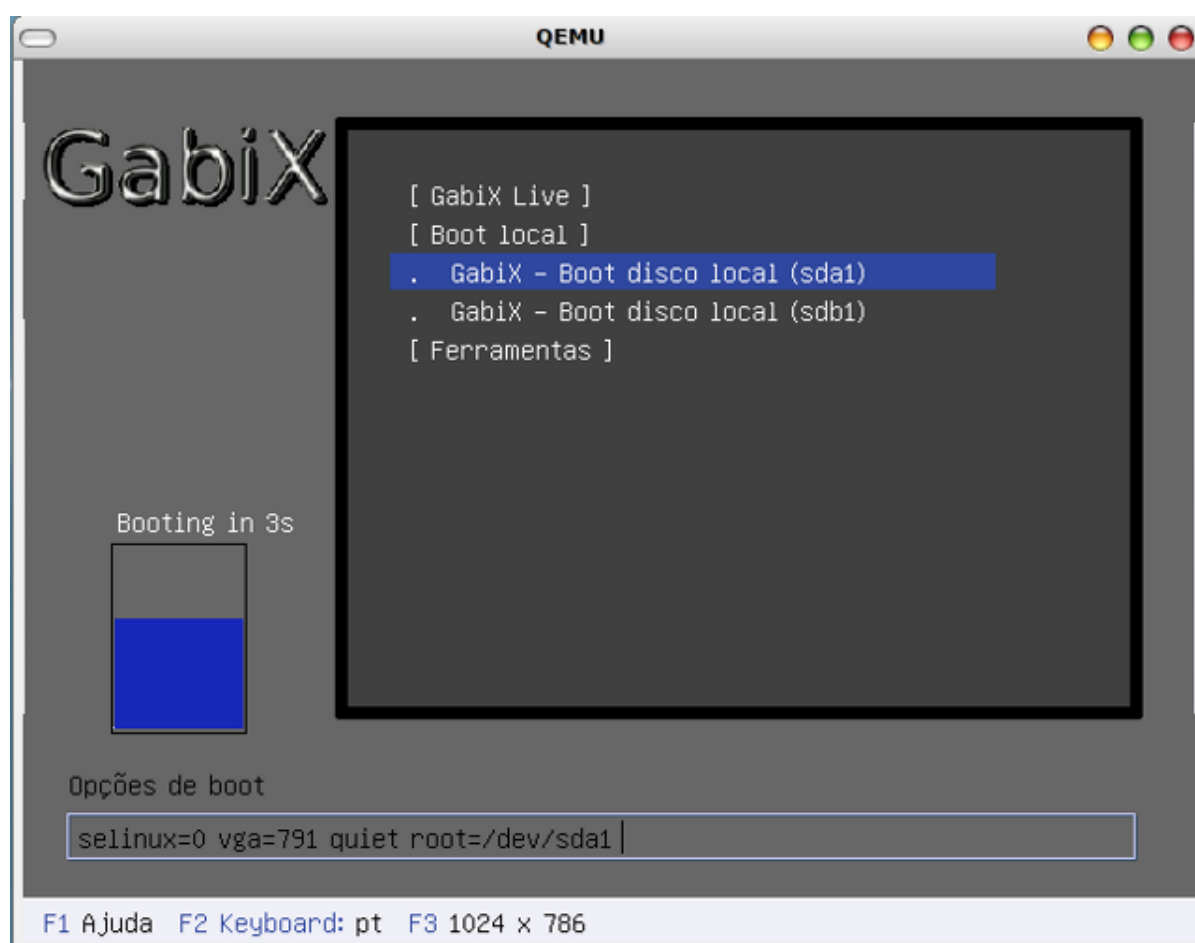 QEMU
GabiX
[ GabiX Live ]
[ Boot local ]
. GabiX - Boot disco local (sda1)
. GabiX - Boot disco local (sdb1)
[ Ferramentas ]
Booting in 3s
Opções de boot
selinux=0 vga=791 quiet root=/dev/sda1
F1 Ajuda F2 Keyboard: pt F3 1024 x 786